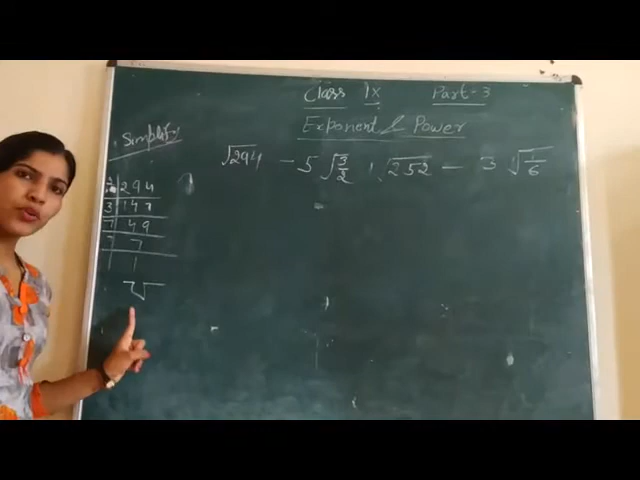 Class IX Part-3
Exponent & Power
Simplify
√294 - 5 √3/2 + √252 - 3 √1/6
2 | 294
3 | 147
7 | 49
7 | 7
1
7√